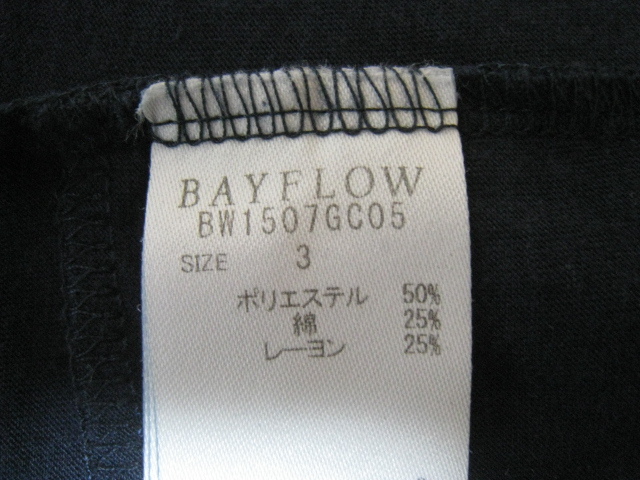 BAYFLOW
BW1507GC05
SIZE 3
ポリエステル 50%
綿 25%
レーヨン 25%